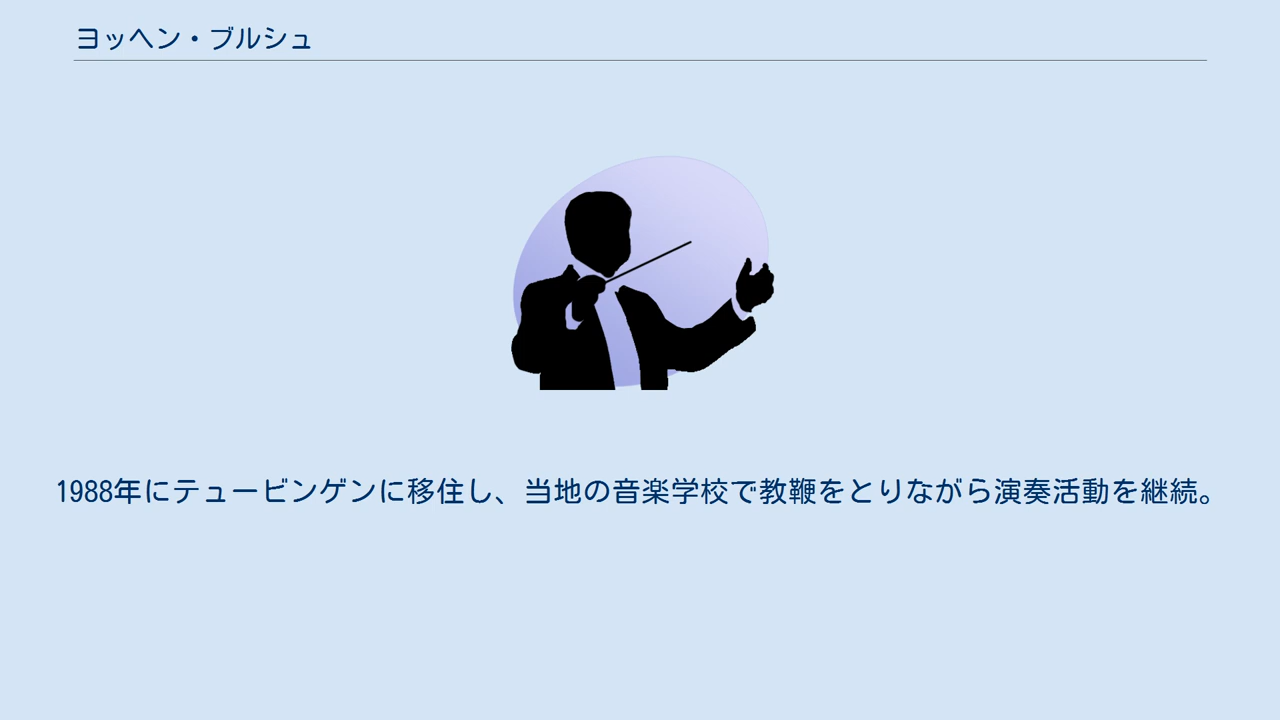 ヨッヘン・ブルシュ
1988年にテュービンゲンに移住し、当地の音楽学校で教鞭をとりながら演奏活動を継続。